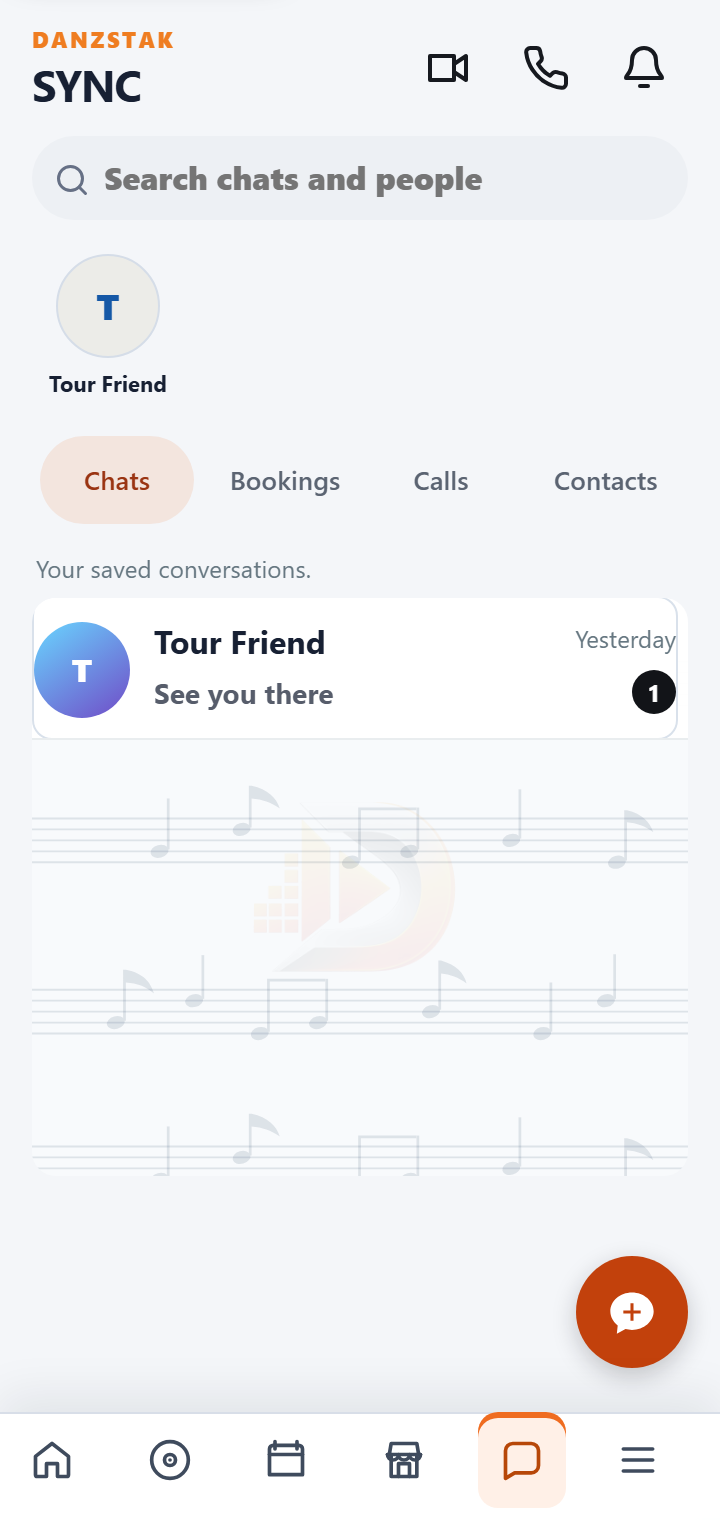 DANZSTAK
SYNC
Search chats and people
T
Tour Friend
Chats Bookings Calls Contacts
Your saved conversations.
T
Tour Friend Yesterday
See you there 1